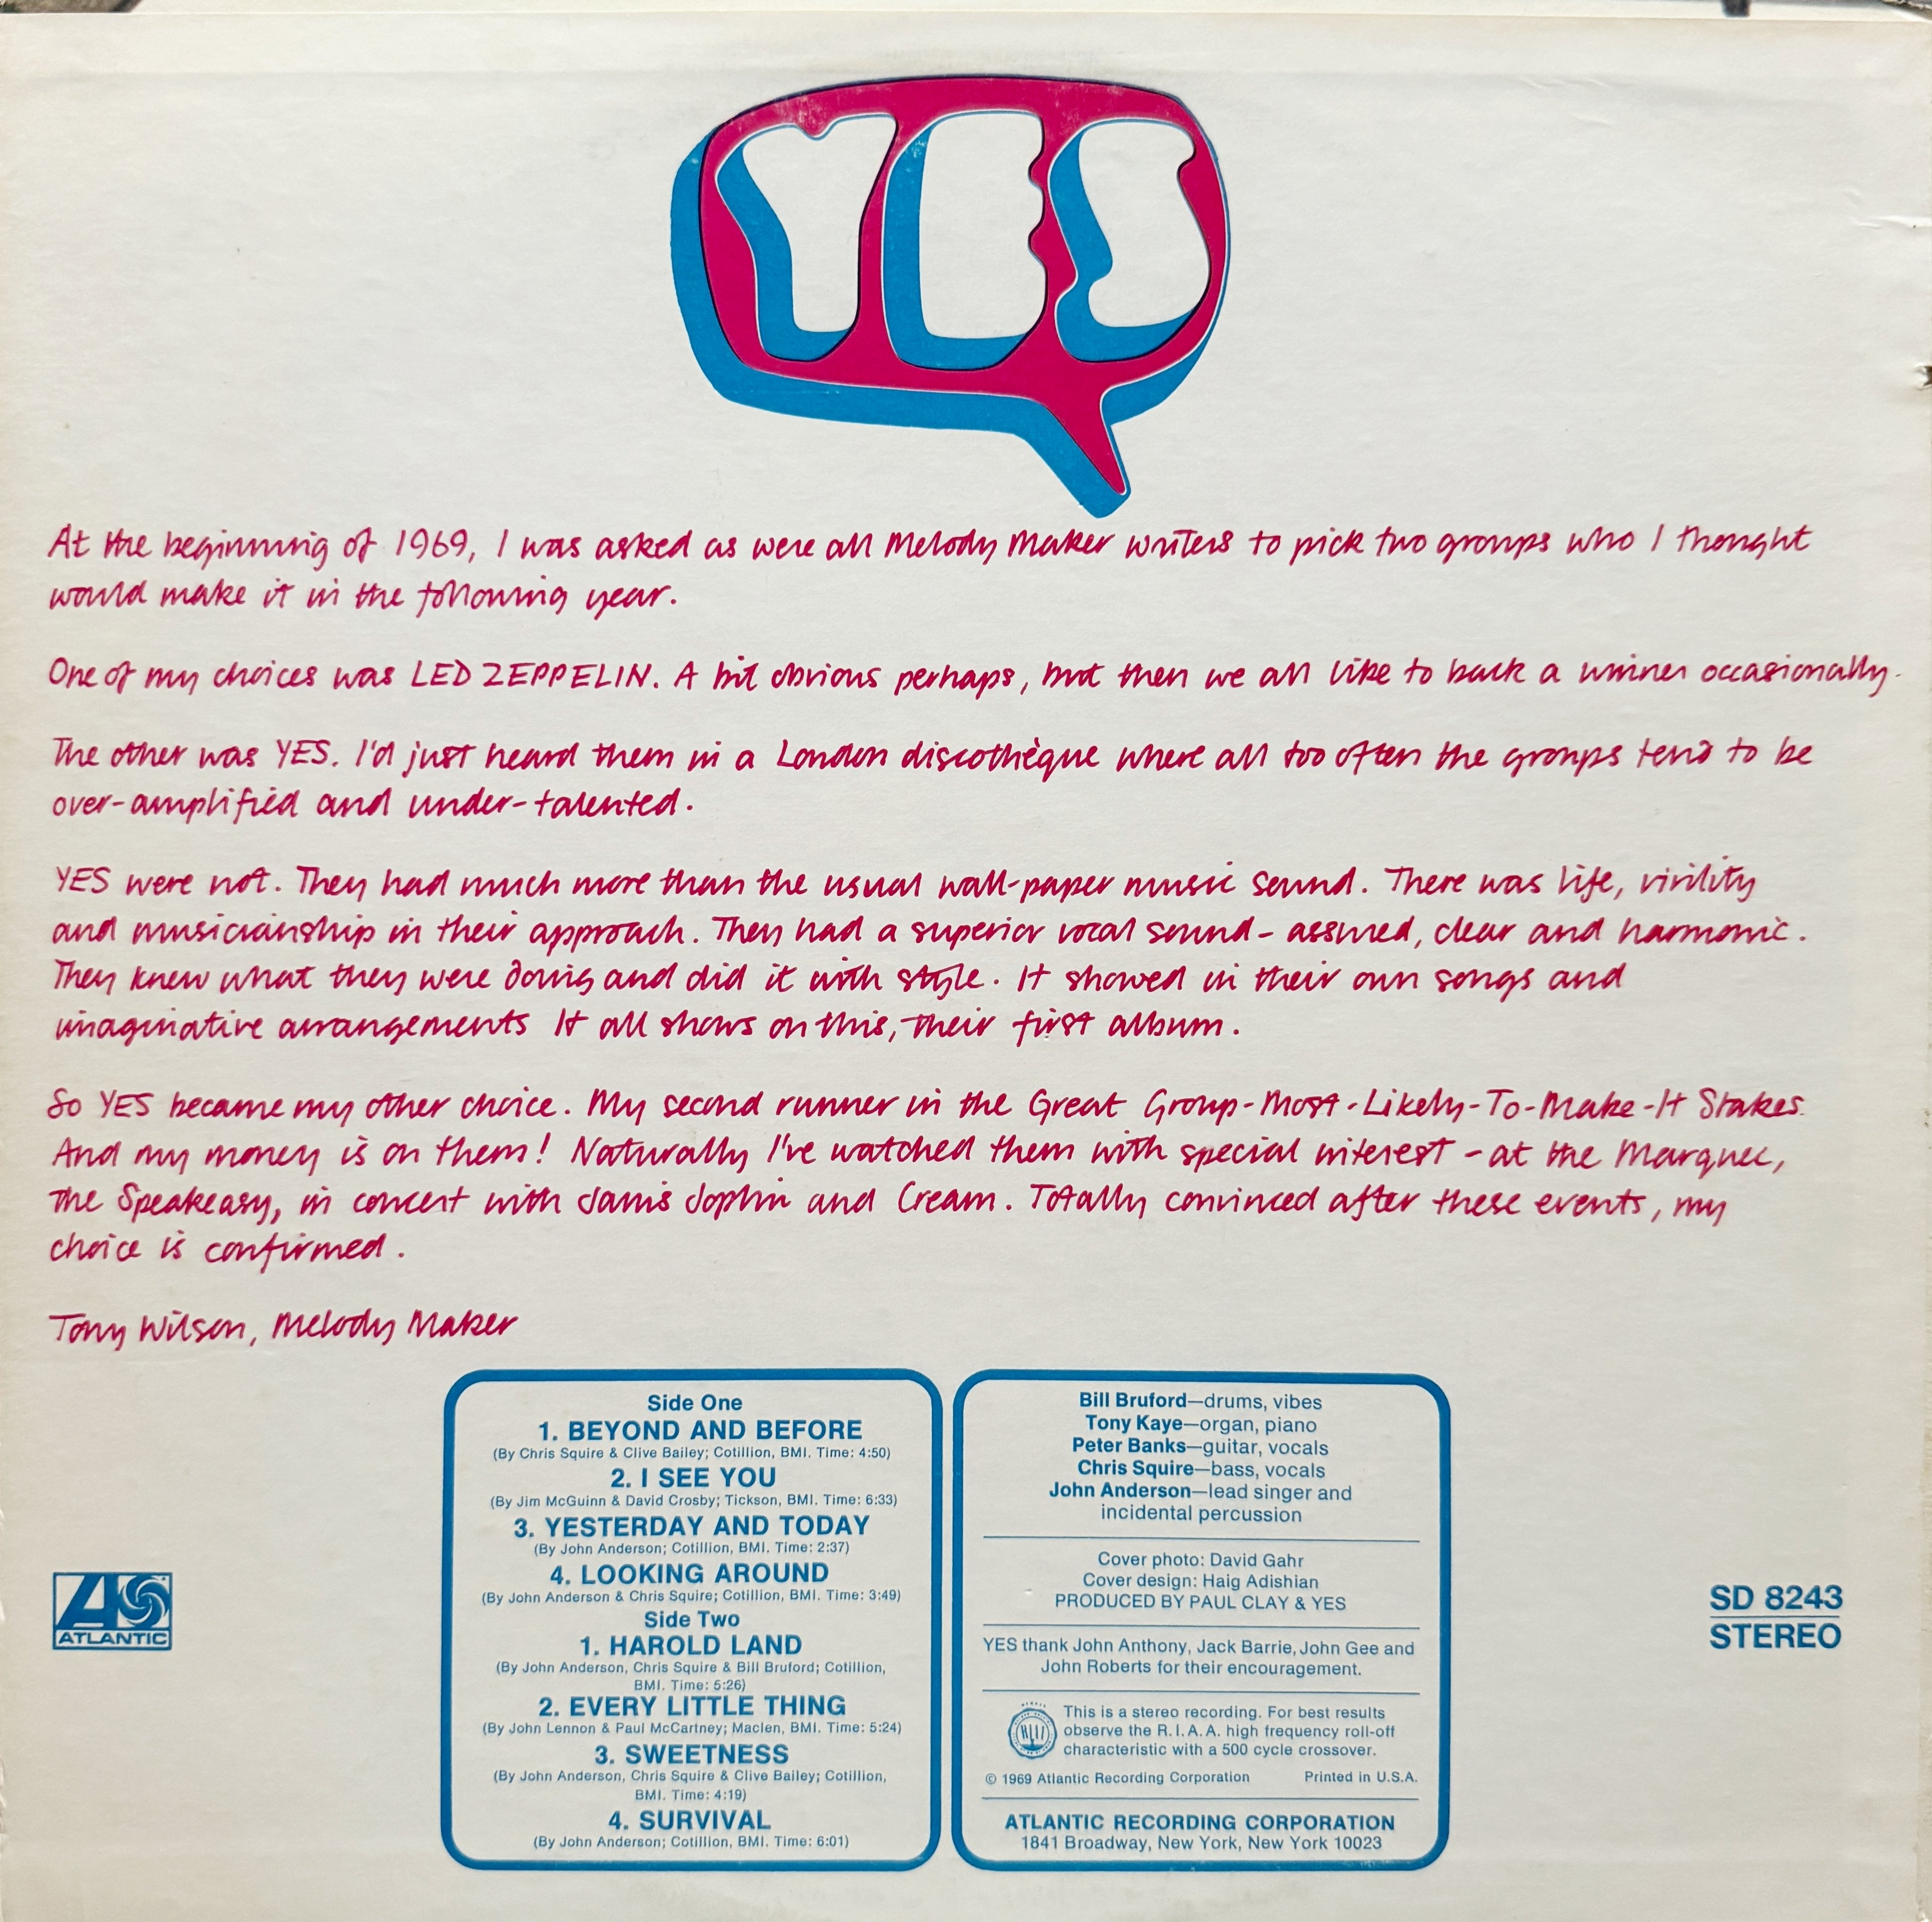 YES
At the beginning of 1969, I was asked as were all Melody Maker writers to pick two groups who I thought
would make it in the following year.
One of my choices was LED ZEPPELIN. A bit obvious perhaps, but then we all like to back a winner occasionally.
The other was YES. I'd just heard them in a London discothèque where all too often the groups tend to be
over-amplified and under-talented.
YES were not. They had much more than the usual wall-paper music sound. There was life, virility
and musicianship in their approach. They had a superior vocal sound - assured, clear and harmonic.
They knew what they were doing and did it with style. It showed in their own songs and
imaginative arrangements It all shows on this, their first album.
So YES became my other choice. My second runner in the Great Group-Most-Likely-To-Make-It Stakes.
And my money is on them! Naturally I've watched them with special interest - at the Marquee,
The Speakeasy, in concert with Janis Joplin and Cream. Totally convinced after these events, my
choice is confirmed.
Tony Wilson, Melody Maker
Side One
1. BEYOND AND BEFORE
(By Chris Squire & Clive Bailey; Cotillion, BMI. Time: 4:50)
2. I SEE YOU
(By Jim McGuinn & David Crosby; Tickson, BMI. Time: 6:33)
3. YESTERDAY AND TODAY
(By John Anderson; Cotillion, BMI. Time: 2:37)
4. LOOKING AROUND
(By John Anderson & Chris Squire; Cotillion, BMI. Time: 3:49)
Side Two
1. HAROLD LAND
(By John Anderson, Chris Squire & Bill Bruford; Cotillion,
BMI. Time: 5:26)
2. EVERY LITTLE THING
(By John Lennon & Paul McCartney; Maclen, BMI. Time: 5:24)
3. SWEETNESS
(By John Anderson, Chris Squire & Clive Bailey; Cotillion,
BMI. Time: 4:19)
4. SURVIVAL
(By John Anderson; Cotillion, BMI. Time: 6:01)
Bill Bruford—drums, vibes
Tony Kaye—organ, piano
Peter Banks—guitar, vocals
Chris Squire—bass, vocals
John Anderson—lead singer and
incidental percussion
Cover photo: David Gahr
Cover design: Haig Adishian
PRODUCED BY PAUL CLAY & YES
YES thank John Anthony, Jack Barrie, John Gee and
John Roberts for their encouragement.
This is a stereo recording. For best results
observe the R.I.A.A. high frequency roll-off
characteristic with a 500 cycle crossover.
© 1969 Atlantic Recording Corporation Printed in U.S.A.
ATLANTIC RECORDING CORPORATION
1841 Broadway, New York, New York 10023
ATLANTIC
SD 8243
STEREO